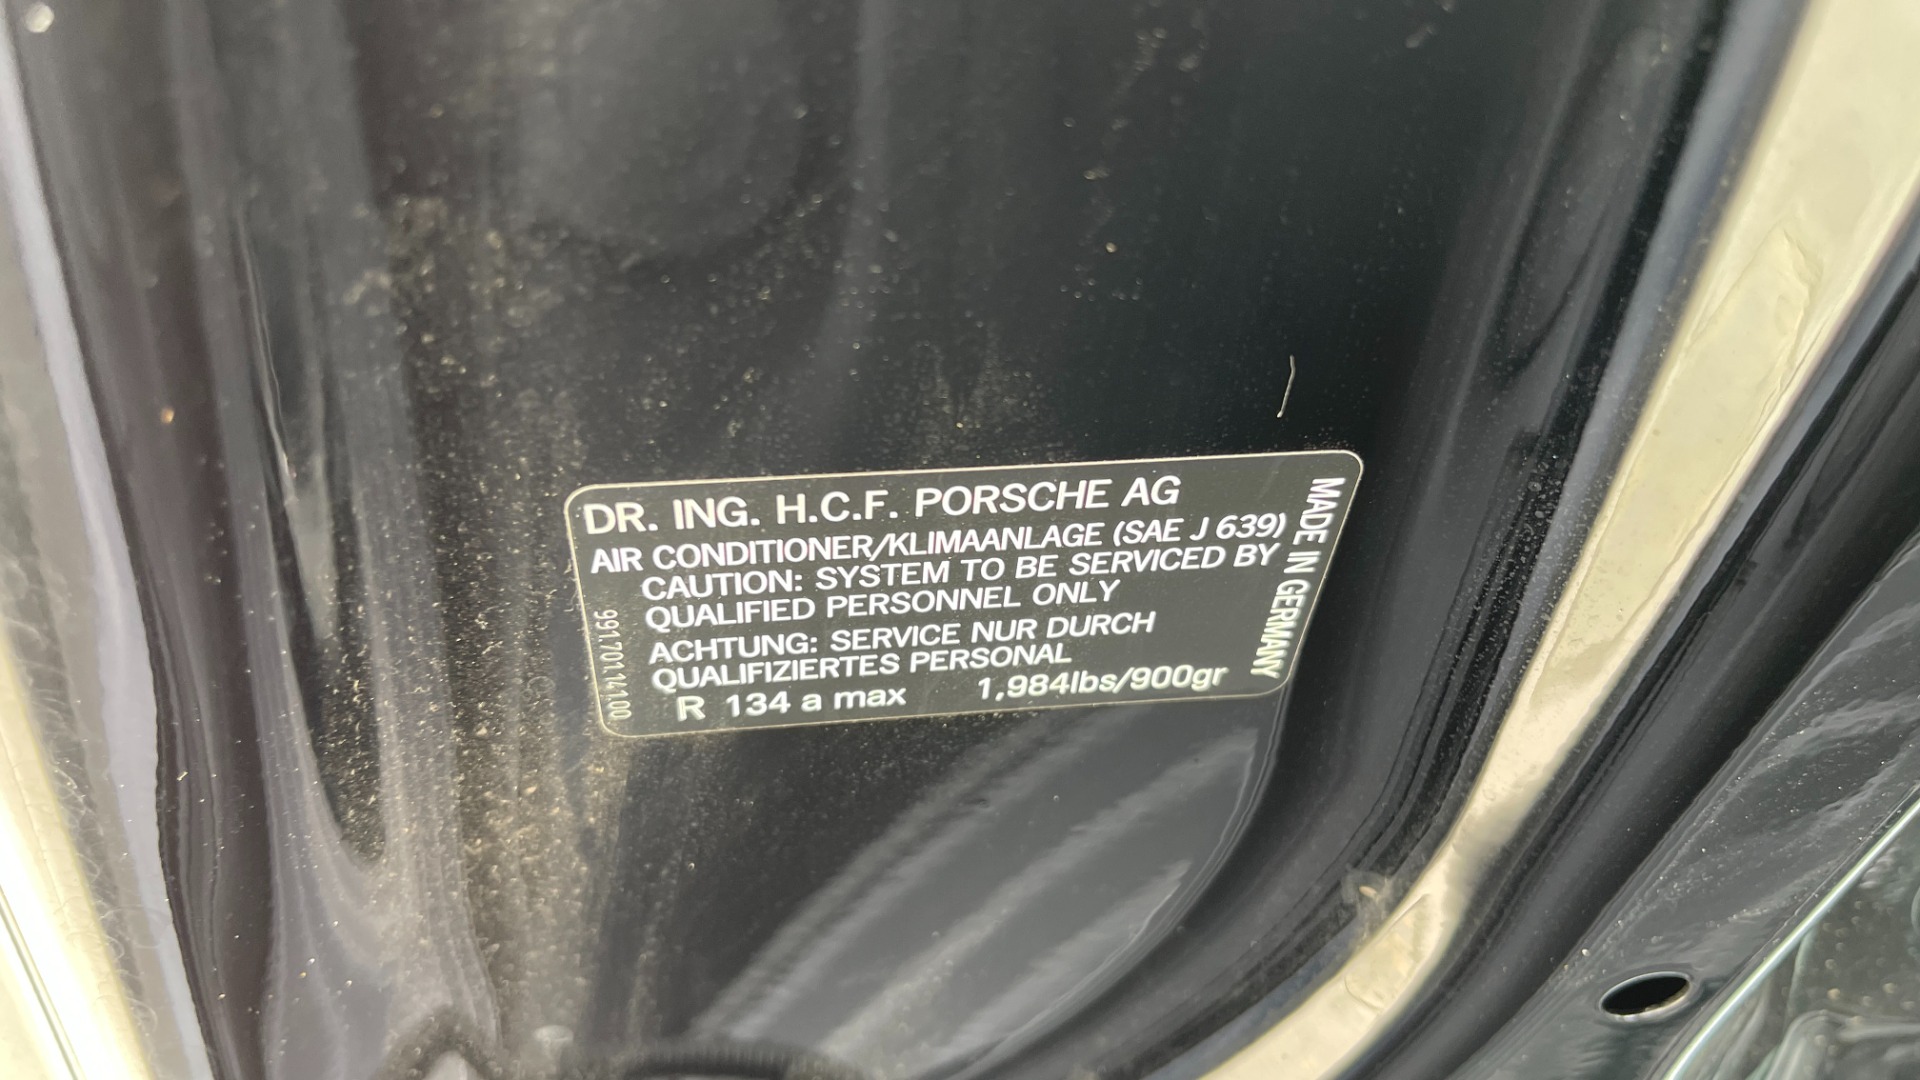 DR. ING. H.C.F. PORSCHE AG
AIR CONDITIONER/KLIMAANLAGE (SAE J 639)
CAUTION: SYSTEM TO BE SERVICED BY
QUALIFIED PERSONNEL ONLY
ACHTUNG: SERVICE NUR DURCH
QUALIFIZIERTES PERSONAL
R 134 a max 1,984lbs/900gr
991.701.141.00
MADE IN GERMANY